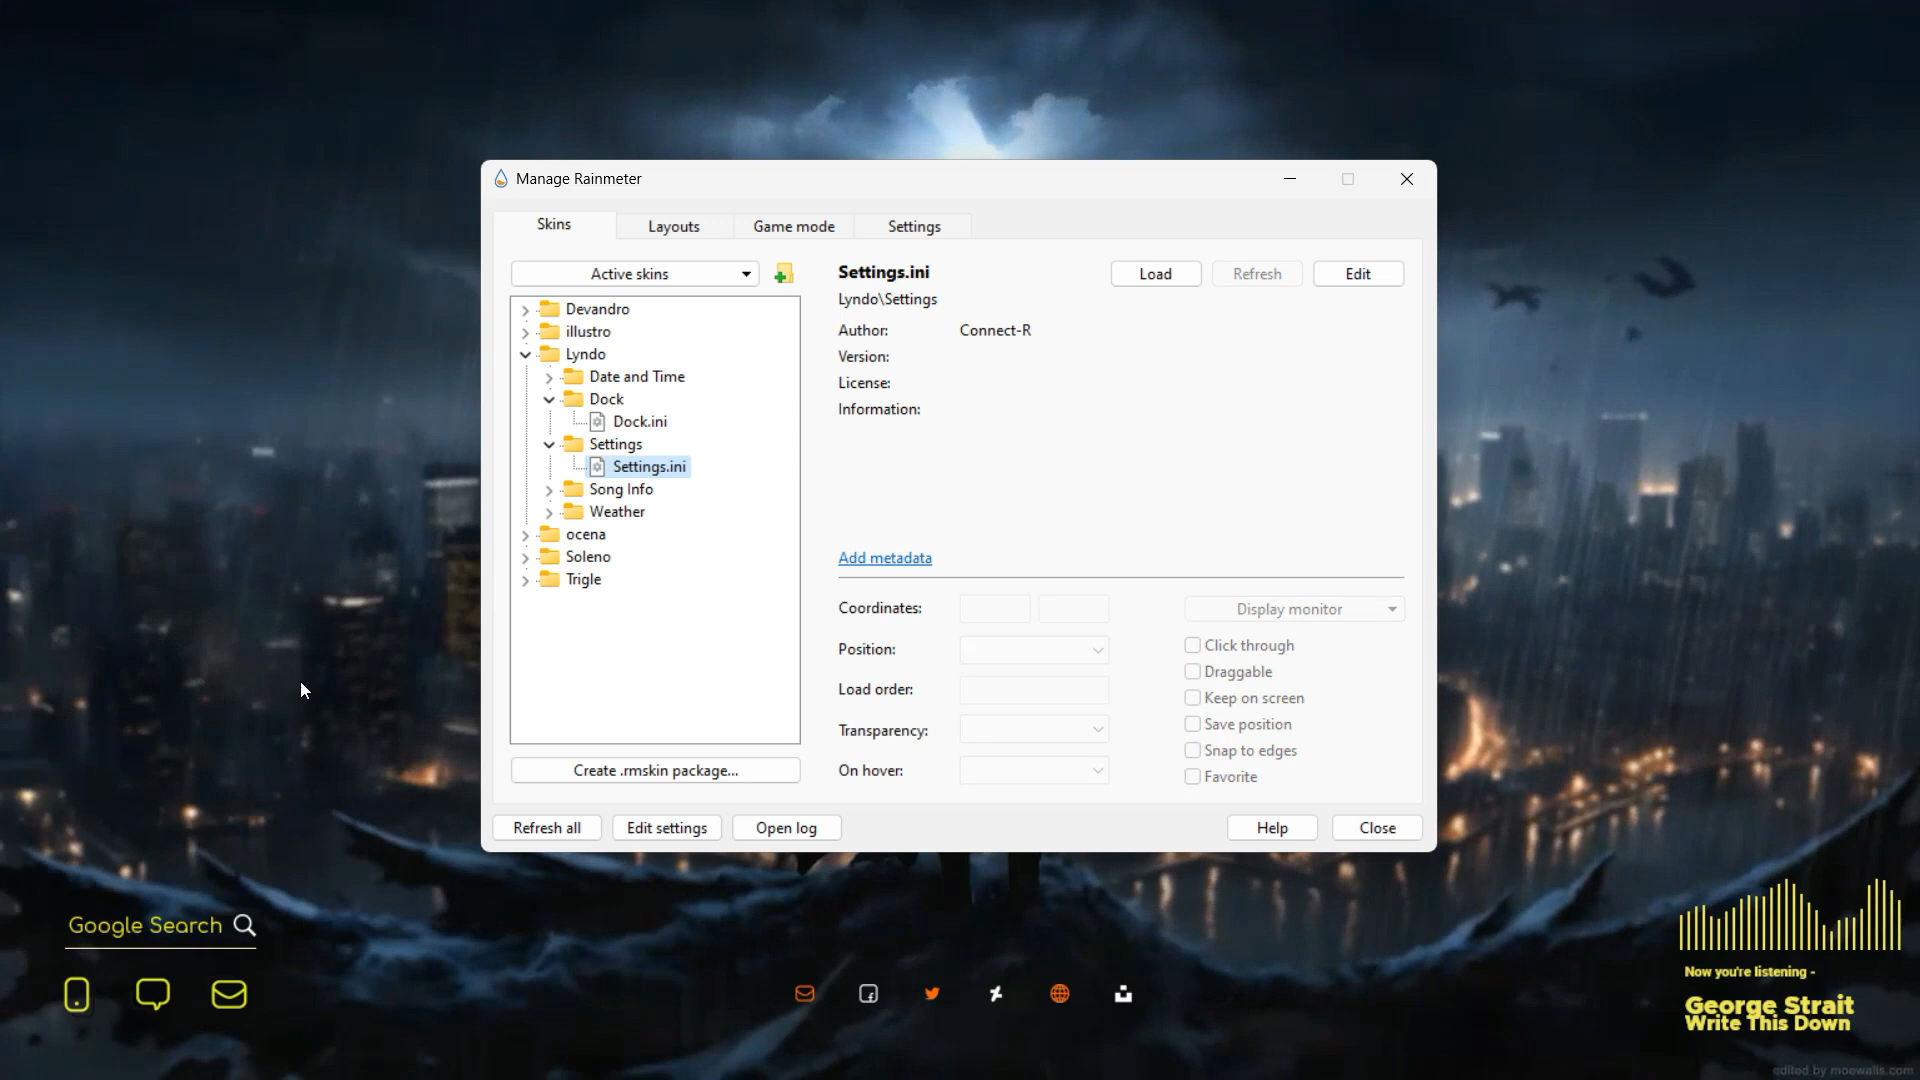 Manage Rainmeter
Skins
Layouts
Game mode
Settings
Active skins
Devandro
illustro
Lyndo
Date and Time
Dock
Dock.ini
Settings
Settings.ini
Song Info
Weather
ocena
Soleno
Trigle
Create .rmskin package...
Settings.ini
Lyndo\Settings
Load
Refresh
Edit
Author: Connect-R
Version:
License:
Information:
Add metadata
Coordinates:
Position:
Load order:
Transparency:
On hover:
Display monitor
Click through
Draggable
Keep on screen
Save position
Snap to edges
Favorite
Refresh all
Edit settings
Open log
Help
Close
Google Search
Now you're listening -
George Strait
Write This Down
edited by moewalls.com